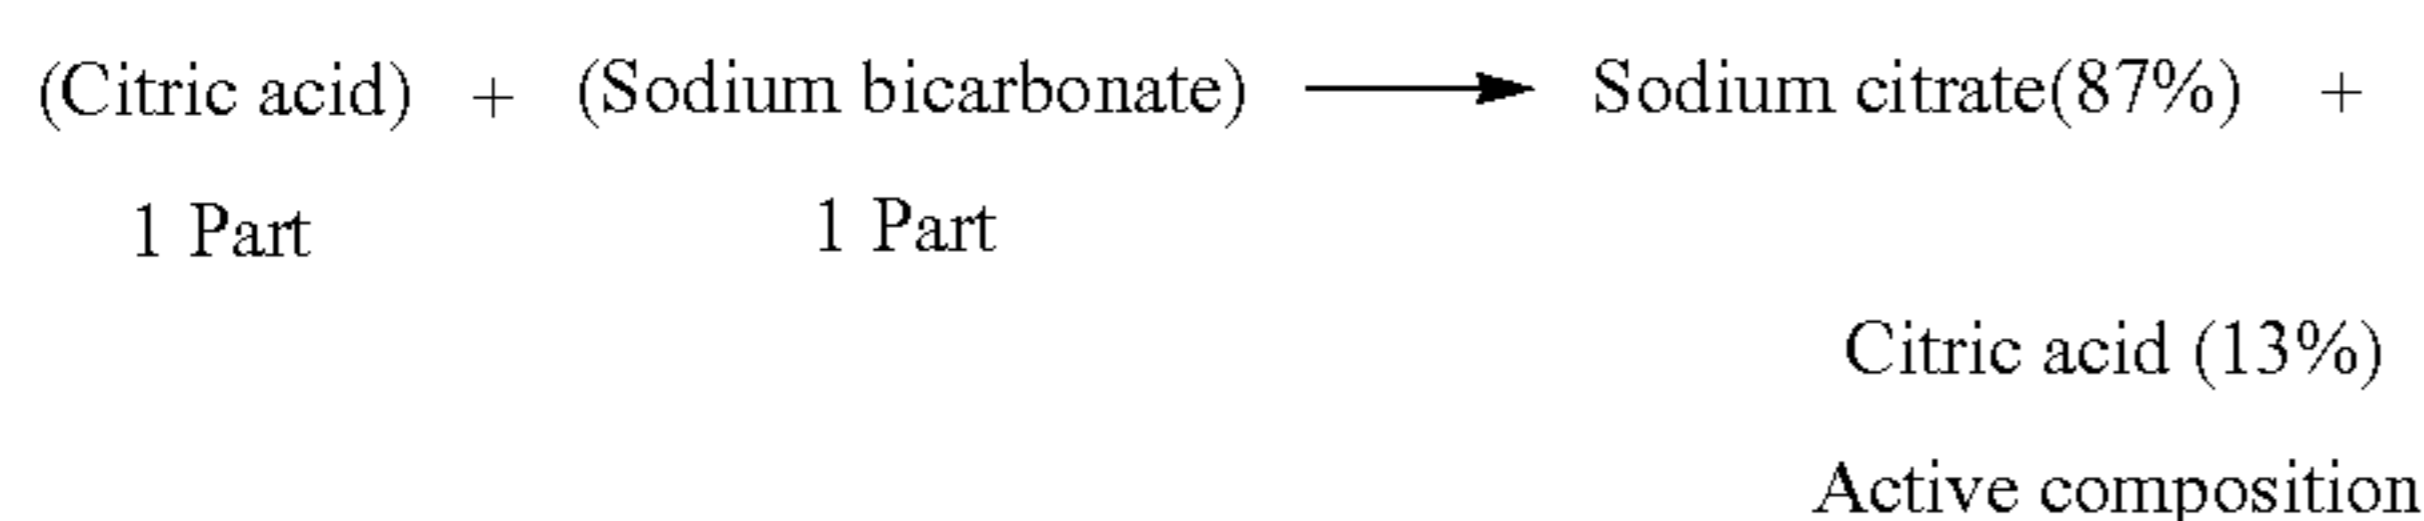 (Citric acid) + (Sodium bicarbonate) ⟶ Sodium citrate(87%) +
1 Part 1 Part
Citric acid (13%)
Active composition